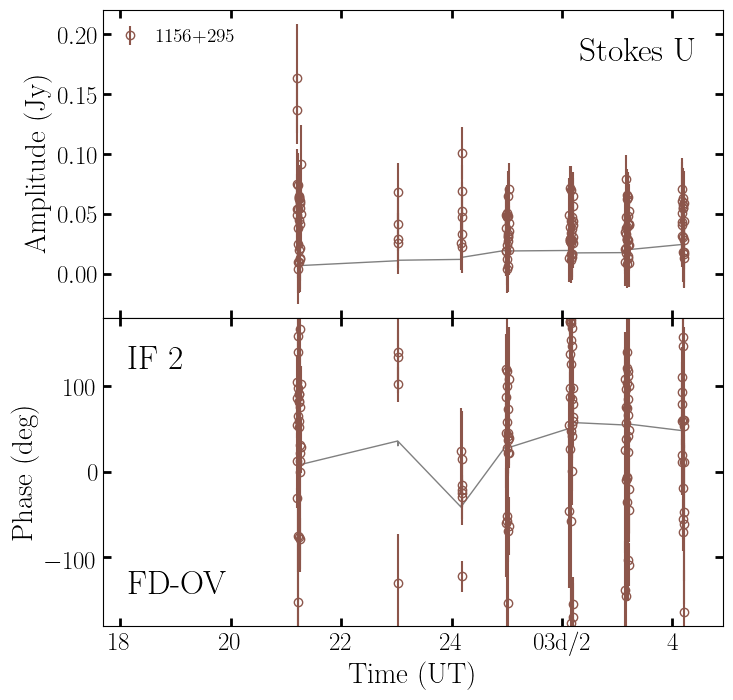 1156+295
Stokes U
0.20
0.15
0.10
0.05
0.00
Amplitude (Jy)
IF 2
100
0
−100
Phase (deg)
FD-OV
18 20 22 24 03d/2 4
Time (UT)